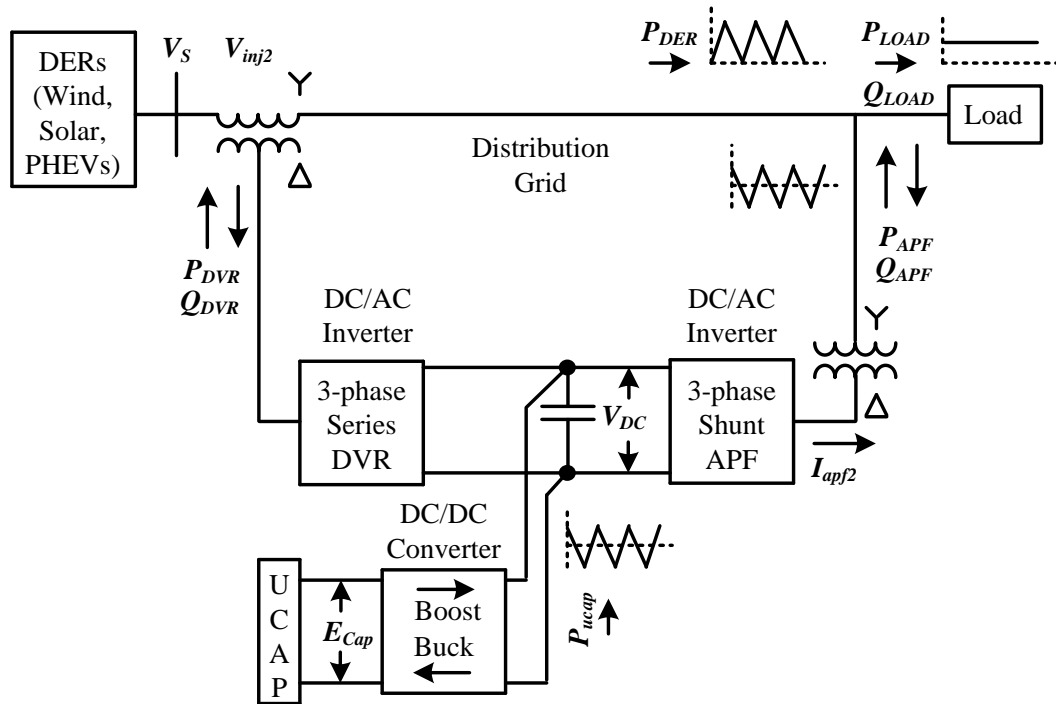 DERs
(Wind,
Solar,
PHEVs)
V_S
V_inj2
P_DER
P_LOAD
Q_LOAD
Load
Distribution
Grid
P_DVR
Q_DVR
P_APF
Q_APF
DC/AC
Inverter
3-phase
Series
DVR
V_DC
DC/AC
Inverter
3-phase
Shunt
APF
I_apf2
DC/DC
Converter
U
C
A
P
E_Cap
Boost
Buck
P_ucap